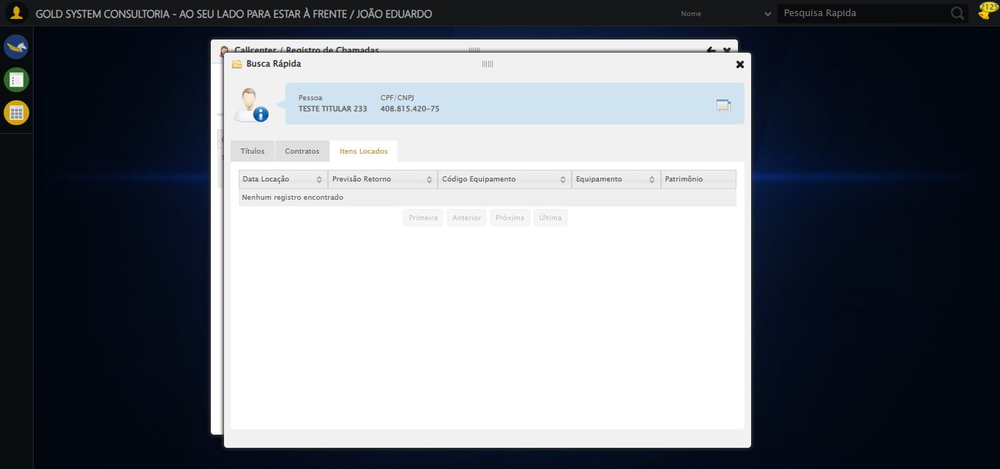 GOLD SYSTEM CONSULTORIA - AO SEU LADO PARA ESTAR À FRENTE / JOÃO EDUARDO
Nome
Pesquisa Rapida
2125
Callcenter / Registro de Chamadas
Busca Rápida
Pessoa CPF/CNPJ
TESTE TITULAR 233 408.815.420-75
Títulos Contratos Itens Locados
Data Locação Previsão Retorno Código Equipamento Equipamento Patrimônio
Nenhum registro encontrado
Primeira Anterior Próxima Última